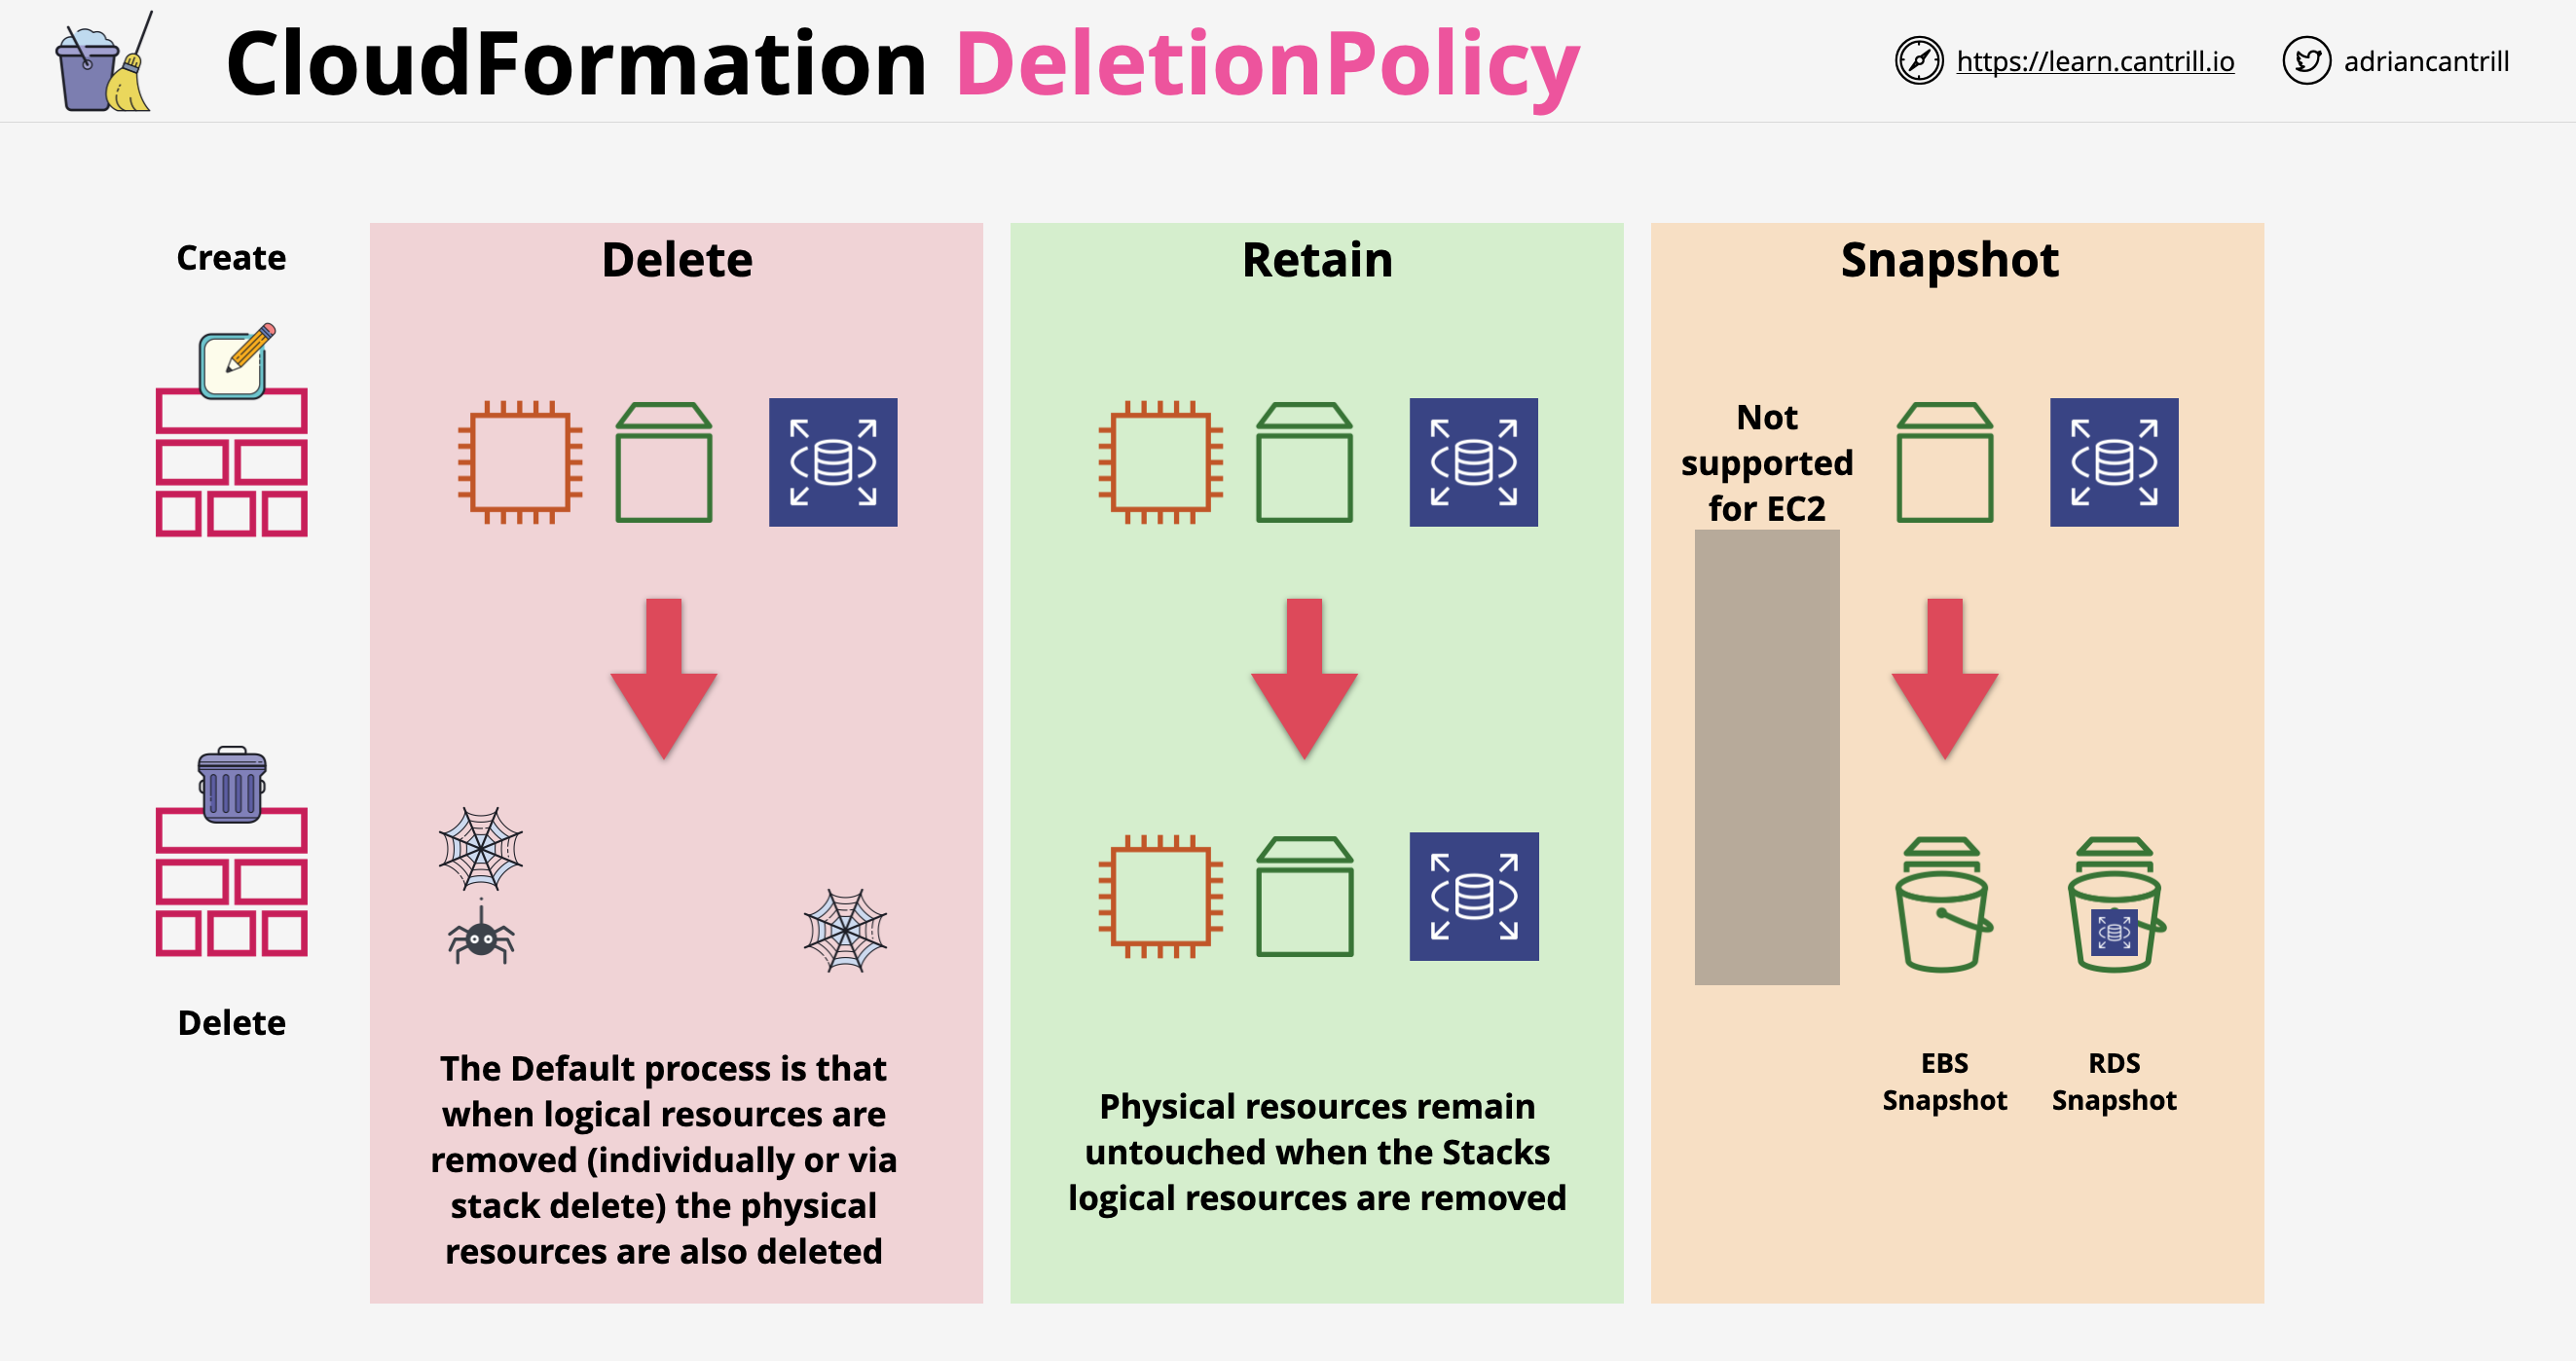 CloudFormation DeletionPolicy
https://learn.cantrill.io
adriancantrill
Create
Delete
Delete
The Default process is that
when logical resources are
removed (individually or via
stack delete) the physical
resources are also deleted
Retain
Physical resources remain
untouched when the Stacks
logical resources are removed
Snapshot
Not
supported
for EC2
EBS
Snapshot
RDS
Snapshot